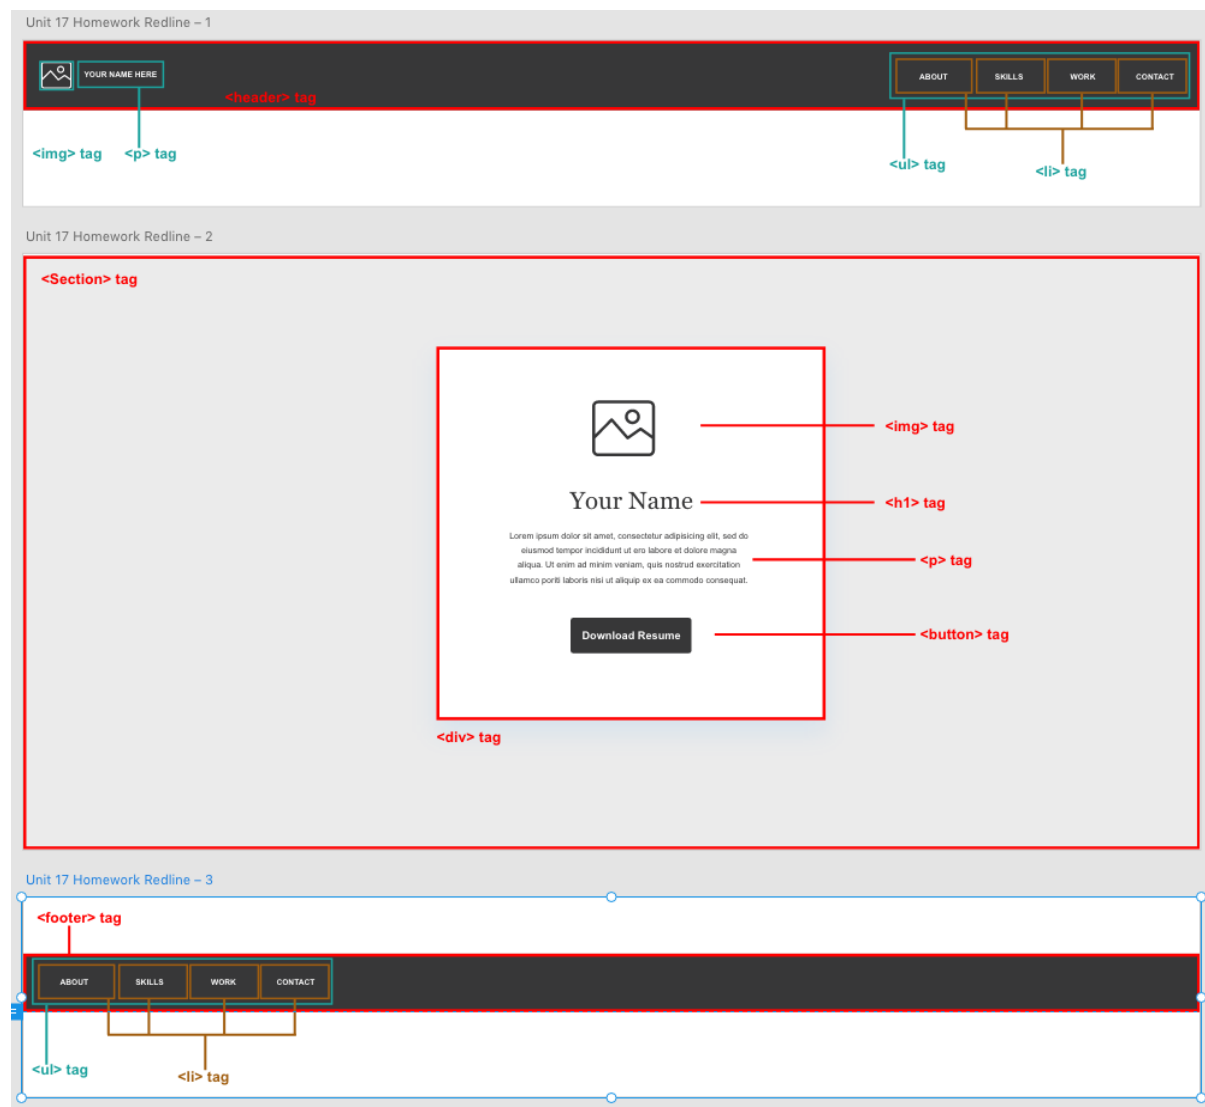 Unit 17 Homework Redline – 1
YOUR NAME HERE
ABOUT SKILLS WORK CONTACT
<header> tag
<img> tag <p> tag
<ul> tag
<li> tag
Unit 17 Homework Redline – 2
<Section> tag
<img> tag
Your Name
<h1> tag
Lorem ipsum dolor sit amet, consectetur adipisicing elit, sed do
eiusmod tempor incididunt ut ero labore et dolore magna
aliqua. Ut enim ad minim veniam, quis nostrud exercitation
ullamco poriti laboris nisi ut aliquip ex ea commodo consequat.
<p> tag
Download Resume
<button> tag
<div> tag
Unit 17 Homework Redline – 3
<footer> tag
ABOUT SKILLS WORK CONTACT
<ul> tag
<li> tag